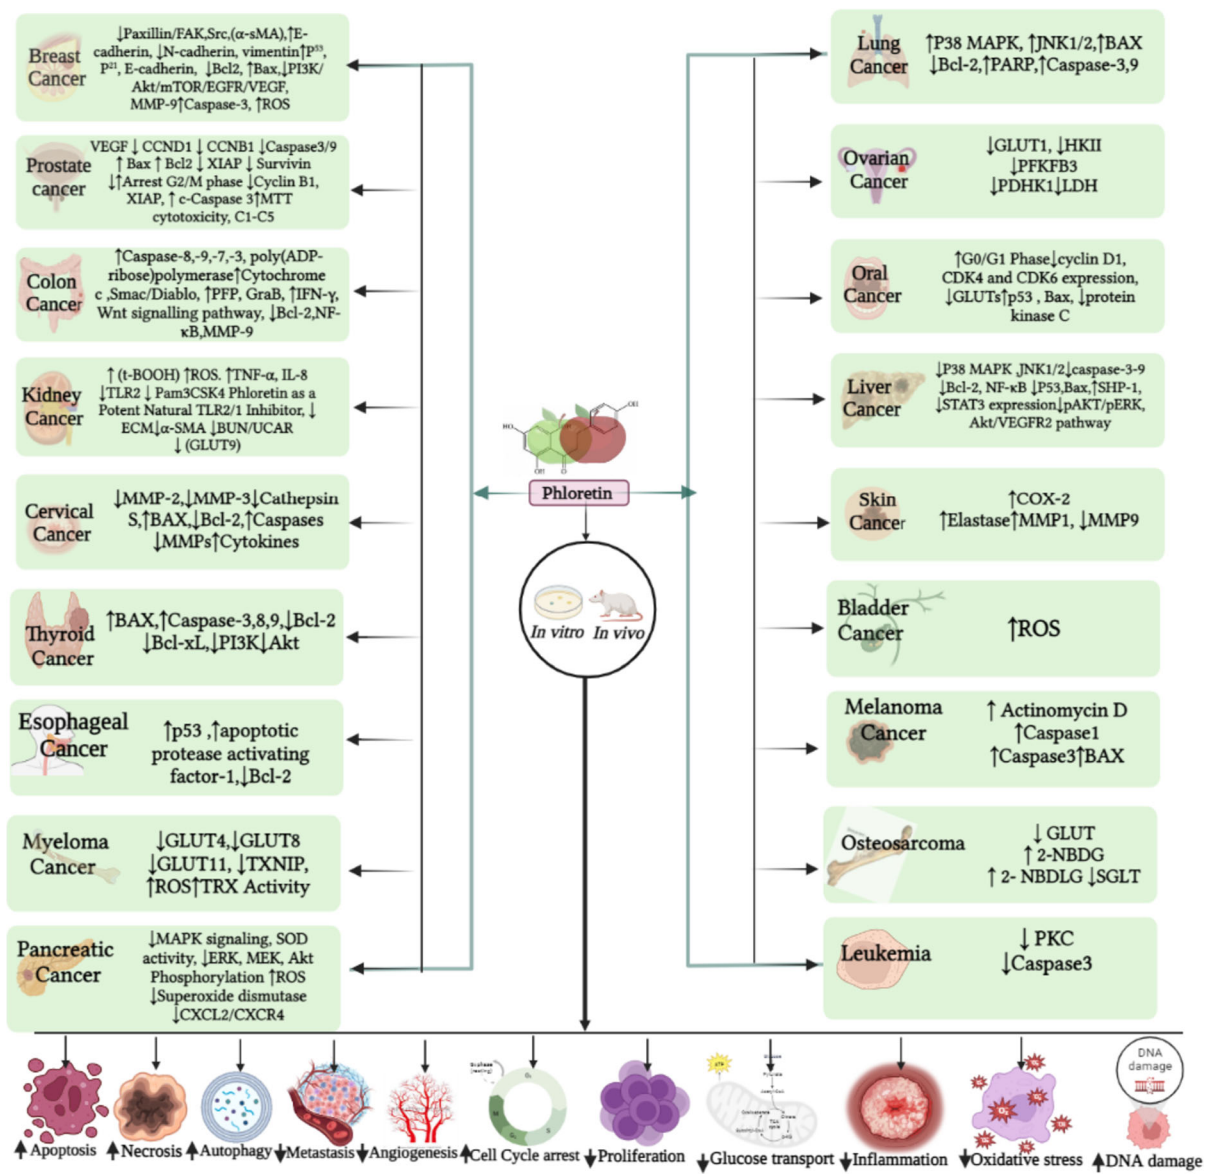 Breast
Cancer
↓Paxillin/FAK,Src,(α-sMA),↑E-
cadherin, ↓N-cadherin, vimentin↑P⁵³,
P²¹, E-cadherin, ↓Bcl2, ↑Bax,↓PI3K/
Akt/mTOR/EGFR/VEGF,
MMP-9↑Caspase-3, ↑ROS
Prostate
cancer
VEGF ↓ CCND1 ↓ CCNB1 ↓Caspase3/9
↑ Bax ↑ Bcl2 ↓ XIAP ↓ Survivin
↓↑Arrest G2/M phase ↓Cyclin B1,
XIAP, ↑ c-Caspase 3↑MTT
cytotoxicity, C1-C5
Colon
Cancer
↑Caspase-8,-9,-7,-3, poly(ADP-
ribose)polymerase↑Cytochrome
c ,Smac/Diablo, ↑PFP, GraB, ↑IFN-γ,
Wnt signalling pathway, ↓Bcl-2,NF-
κB,MMP-9
Kidney
Cancer
↑ (t-BOOH) ↑ROS. ↑TNF-α, IL-8
↓TLR2 ↓ Pam3CSK4 Phloretin as a
Potent Natural TLR2/1 Inhibitor, ↓
ECM↓α-SMA ↓BUN/UCAR
↓ (GLUT9)
Cervical
Cancer
↓MMP-2,↓MMP-3↓Cathepsin
S,↑BAX,↓Bcl-2,↑Caspases
↓MMPs↑Cytokines
Thyroid
Cancer
↑BAX,↑Caspase-3,8,9,↓Bcl-2
↓Bcl-xL,↓PI3K↓Akt
Esophageal
Cancer
↑p53 ,↑apoptotic
protease activating
factor-1,↓Bcl-2
Myeloma
Cancer
↓GLUT4,↓GLUT8
↓GLUT11, ↓TXNIP,
↑ROS↑TRX Activity
Pancreatic
Cancer
↓MAPK signaling, SOD
activity, ↓ERK, MEK, Akt
Phosphorylation ↑ROS
↓Superoxide dismutase
↓CXCL2/CXCR4
HO
OH
OH
O
Phloretin
In vitro In vivo
Lung
Cancer
↑P38 MAPK, ↑JNK1/2,↑BAX
↓Bcl-2,↑PARP,↑Caspase-3,9
Ovarian
Cancer
↓GLUT1, ↓HKII
↓PFKFB3
↓PDHK1↓LDH
Oral
Cancer
↑G0/G1 Phase↓cyclin D1,
CDK4 and CDK6 expression,
↓GLUTs↑p53 , Bax, ↓protein
kinase C
Liver
Cancer
↓P38 MAPK ,JNK1/2↓caspase-3-9
↓Bcl-2, NF-κB ↓P53,Bax,↑SHP-1,
↓STAT3 expression↓pAKT/pERK,
Akt/VEGFR2 pathway
Skin
Cancer
↑COX-2
↑Elastase↑MMP1, ↓MMP9
Bladder
Cancer
↑ROS
Melanoma
Cancer
↑ Actinomycin D
↑Caspase1
↑Caspase3↑BAX
Osteosarcoma
↓ GLUT
↑ 2-NBDG
↑ 2- NBDLG ↓SGLT
Leukemia
↓ PKC
↓Caspase3
DNA
damage
↑ Apoptosis
↑Necrosis
↑Autophagy
↓Metastasis
↓Angiogenesis
↑Cell Cycle arrest
↓Proliferation
↓Glucose transport
↓Inflammation
↓Oxidative stress
↑DNA damage